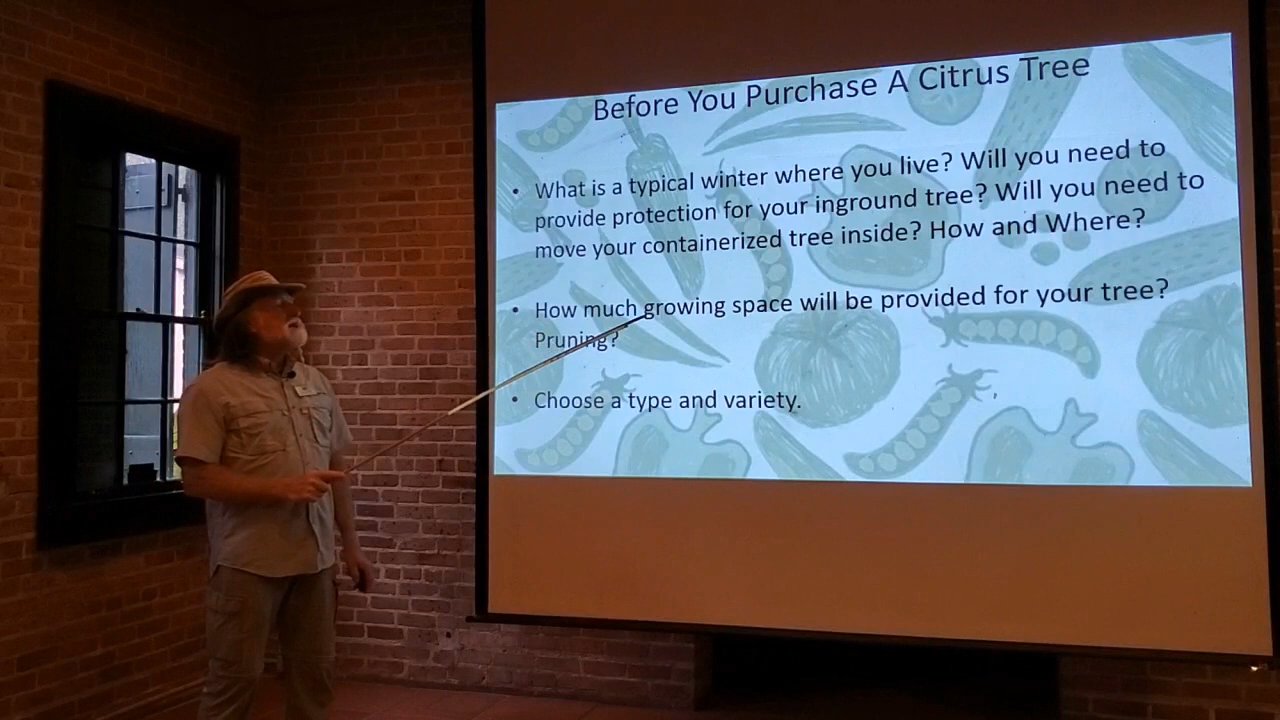 Before You Purchase A Citrus Tree
• What is a typical winter where you live? Will you need to
provide protection for your inground tree? Will you need to
move your containerized tree inside? How and Where?
• How much growing space will be provided for your tree?
Pruning?
• Choose a type and variety.